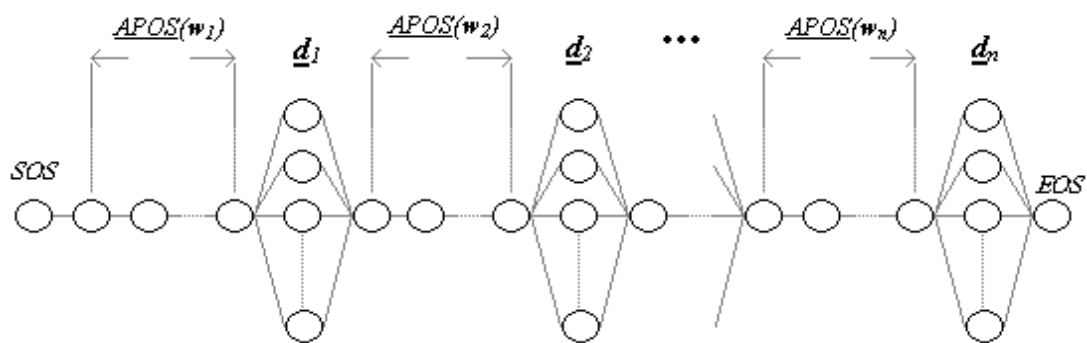 APOS(w1)
APOS(w2)
•••
APOS(wn)
d1
d2
dn
SOS
EOS